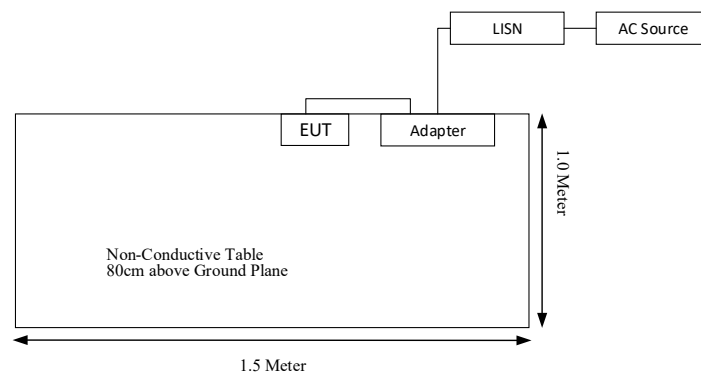 LISN
AC Source
EUT
Adapter
1.0 Meter
Non-Conductive Table
80cm above Ground Plane
1.5 Meter